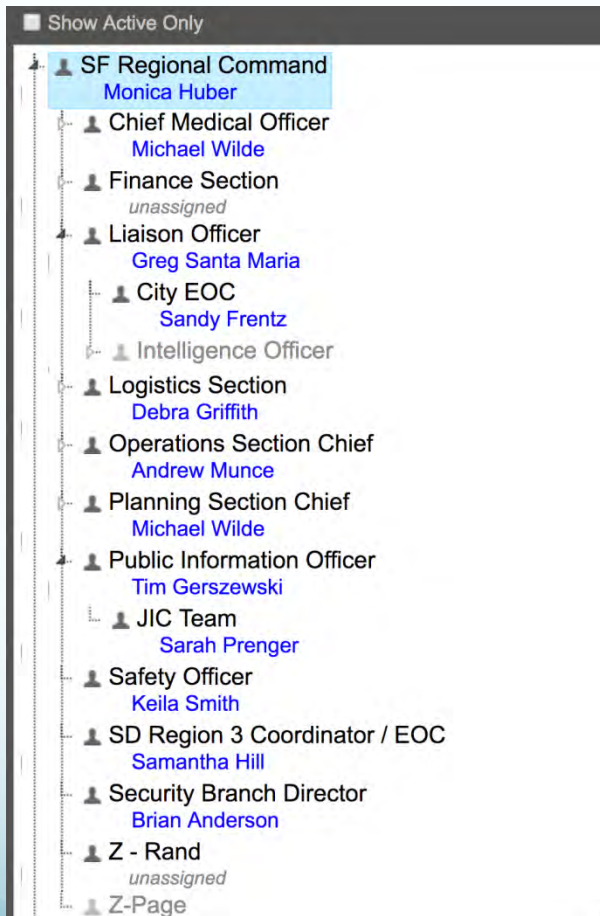 Show Active Only
SF Regional Command
Monica Huber
Chief Medical Officer
Michael Wilde
Finance Section
unassigned
Liaison Officer
Greg Santa Maria
City EOC
Sandy Frentz
Intelligence Officer
Logistics Section
Debra Griffith
Operations Section Chief
Andrew Munce
Planning Section Chief
Michael Wilde
Public Information Officer
Tim Gerszewski
JIC Team
Sarah Prenger
Safety Officer
Keila Smith
SD Region 3 Coordinator / EOC
Samantha Hill
Security Branch Director
Brian Anderson
Z - Rand
unassigned
Z-Page